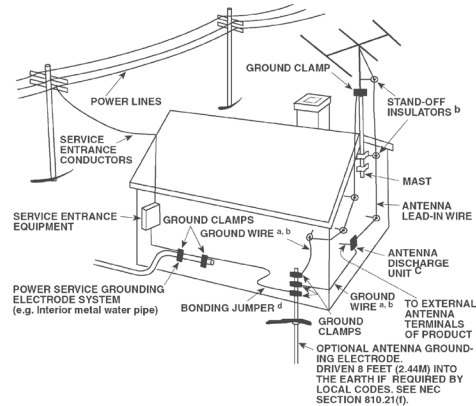 GROUND CLAMP
POWER LINES
STAND-OFF
INSULATORS b
SERVICE
ENTRANCE
CONDUCTORS
MAST
ANTENNA
LEAD-IN WIRE
SERVICE ENTRANCE
EQUIPMENT
GROUND CLAMPS
GROUND WIRE a, b
ANTENNA
DISCHARGE
UNIT C
POWER SERVICE GROUNDING
ELECTRODE SYSTEM
(e.g. Interior metal water pipe)
BONDING JUMPER d
GROUND
WIRE a, b
TO EXTERNAL
ANTENNA
TERMINALS
OF PRODUCT
GROUND
CLAMPS
OPTIONAL ANTENNA GROUND-
ING ELECTRODE.
DRIVEN 8 FEET (2.44M) INTO
THE EARTH IF REQUIRED BY
LOCAL CODES. SEE NEC
SECTION 810.21(f).